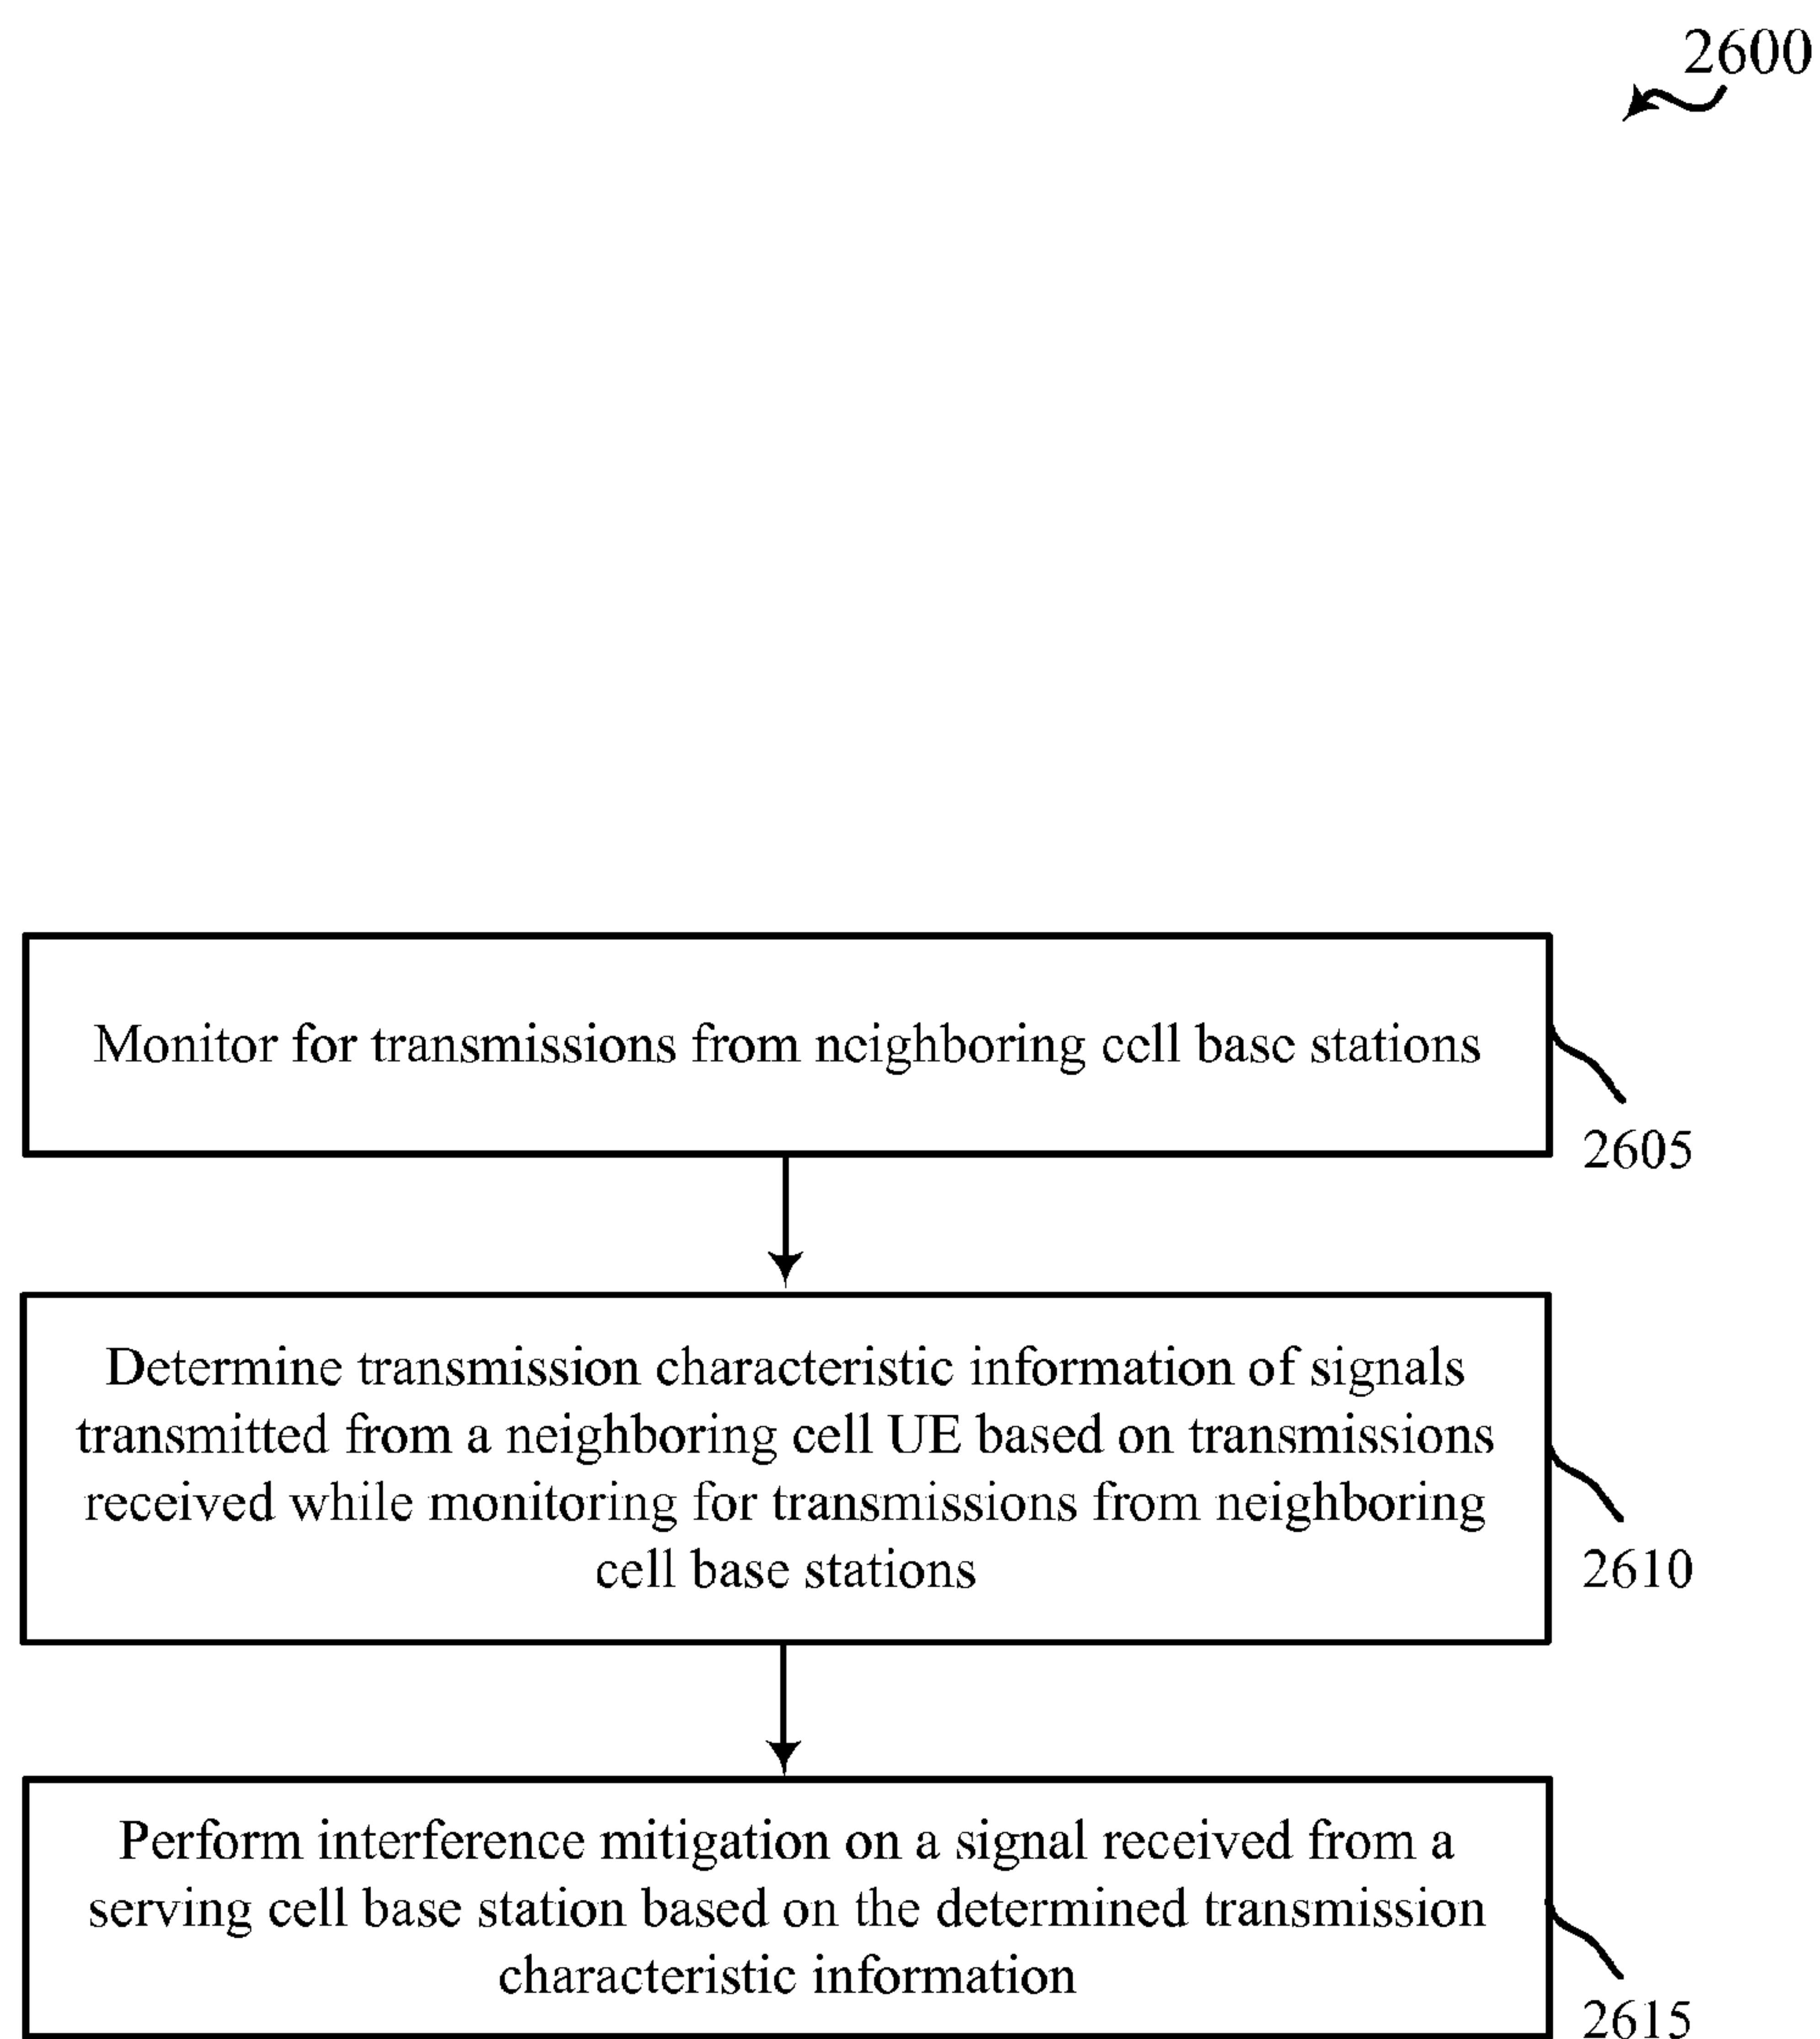 2600
Monitor for transmissions from neighboring cell base stations
2605
Determine transmission characteristic information of signals
transmitted from a neighboring cell UE based on transmissions
received while monitoring for transmissions from neighboring
cell base stations
2610
Perform interference mitigation on a signal received from a
serving cell base station based on the determined transmission
characteristic information
2615